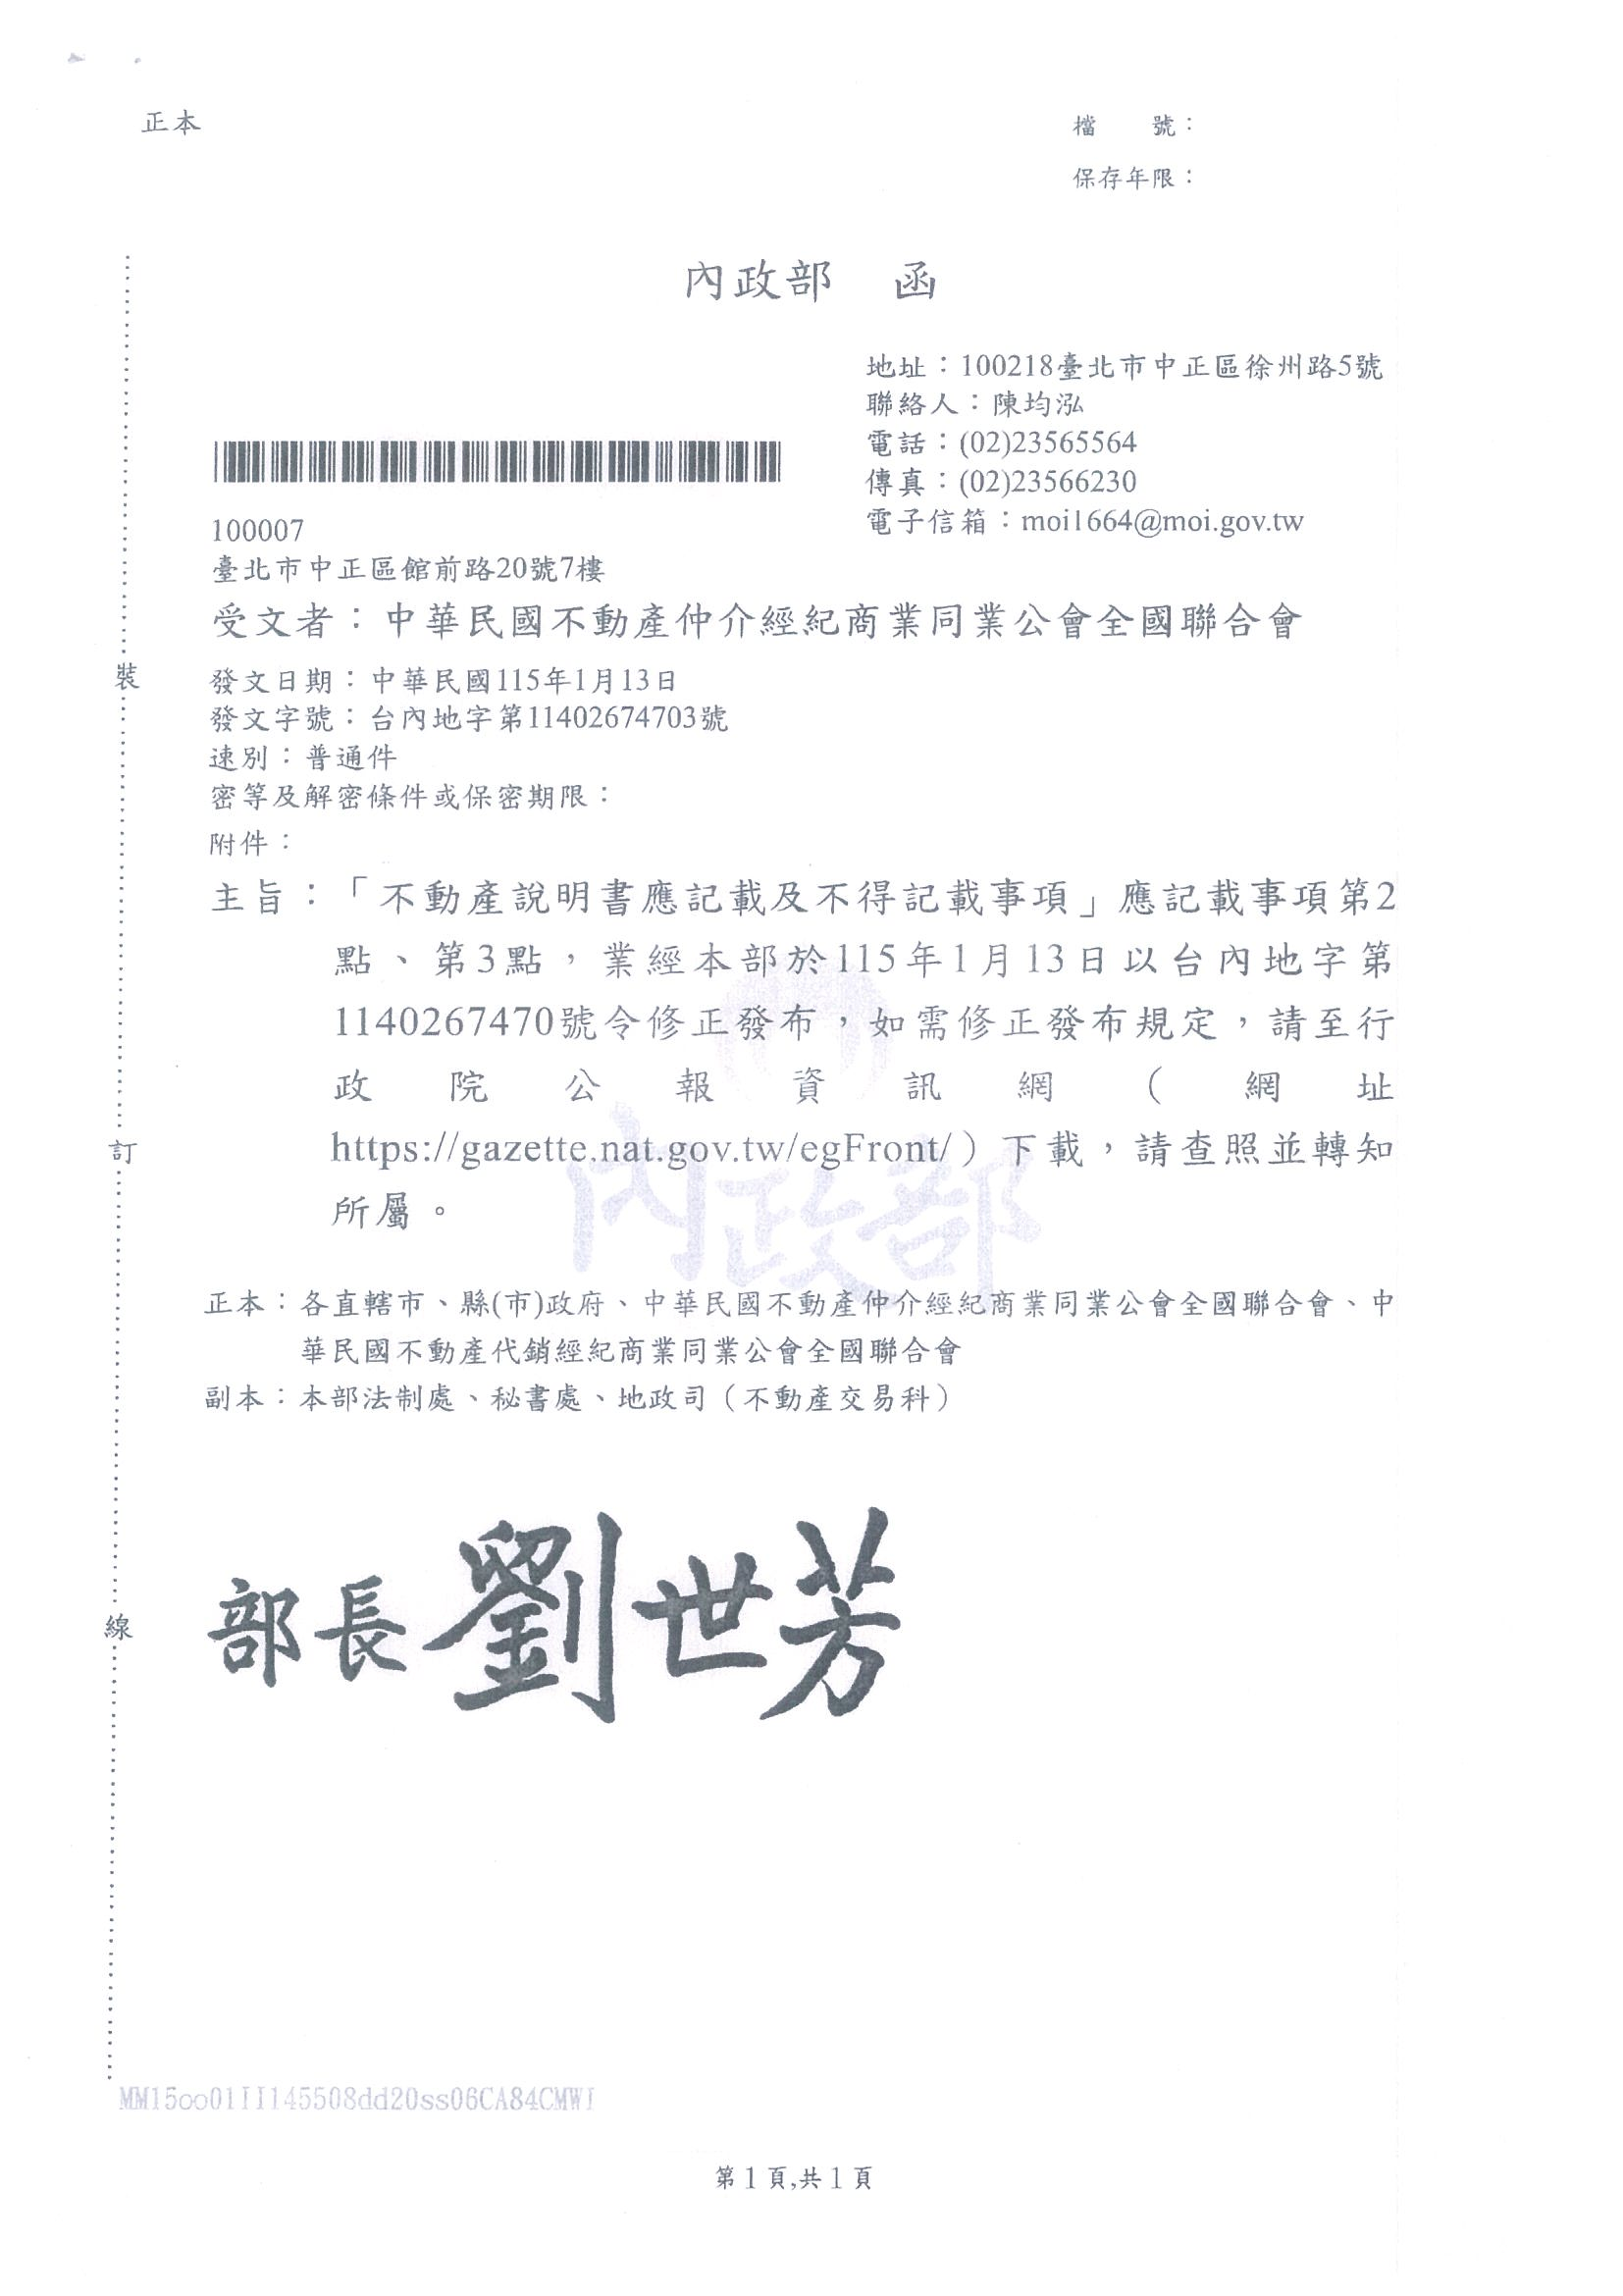 正本
檔　　號：
保存年限：
內政部　函
地址：100218臺北市中正區徐州路5號
聯絡人：陳均泓
電話：(02)23565564
傳真：(02)23566230
電子信箱：moi1664@moi.gov.tw
100007
臺北市中正區館前路20號7樓
受文者：中華民國不動產仲介經紀商業同業公會全國聯合會
發文日期：中華民國115年1月13日
發文字號：台內地字第11402674703號
速別：普通件
密等及解密條件或保密期限：
附件：
主旨：「不動產說明書應記載及不得記載事項」應記載事項第2
點、第3點，業經本部於115年1月13日以台內地字第
1140267470號令修正發布，如需修正發布規定，請至行
政院公報資訊網（網址
https://gazette.nat.gov.tw/egFront/）下載，請查照並轉知
所屬。
內政部
正本：各直轄市、縣(市)政府、中華民國不動產仲介經紀商業同業公會全國聯合會、中
華民國不動產代銷經紀商業同業公會全國聯合會
副本：本部法制處、秘書處、地政司（不動產交易科）
部長劉世芳
裝
訂
線
MM15oo01II145508dd20ss06CA84CMWI
第1頁,共1頁